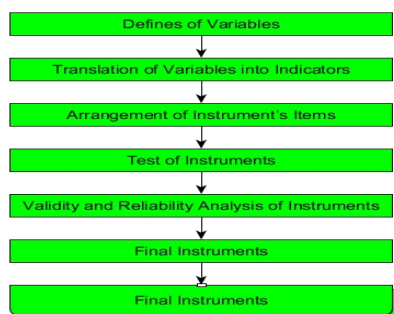 Defines of Variables
Translation of Variables into Indicators
Arrangement of Instrument's Items
Test of Instruments
Validity and Reliability Analysis of Instruments
Final Instruments
Final Instruments